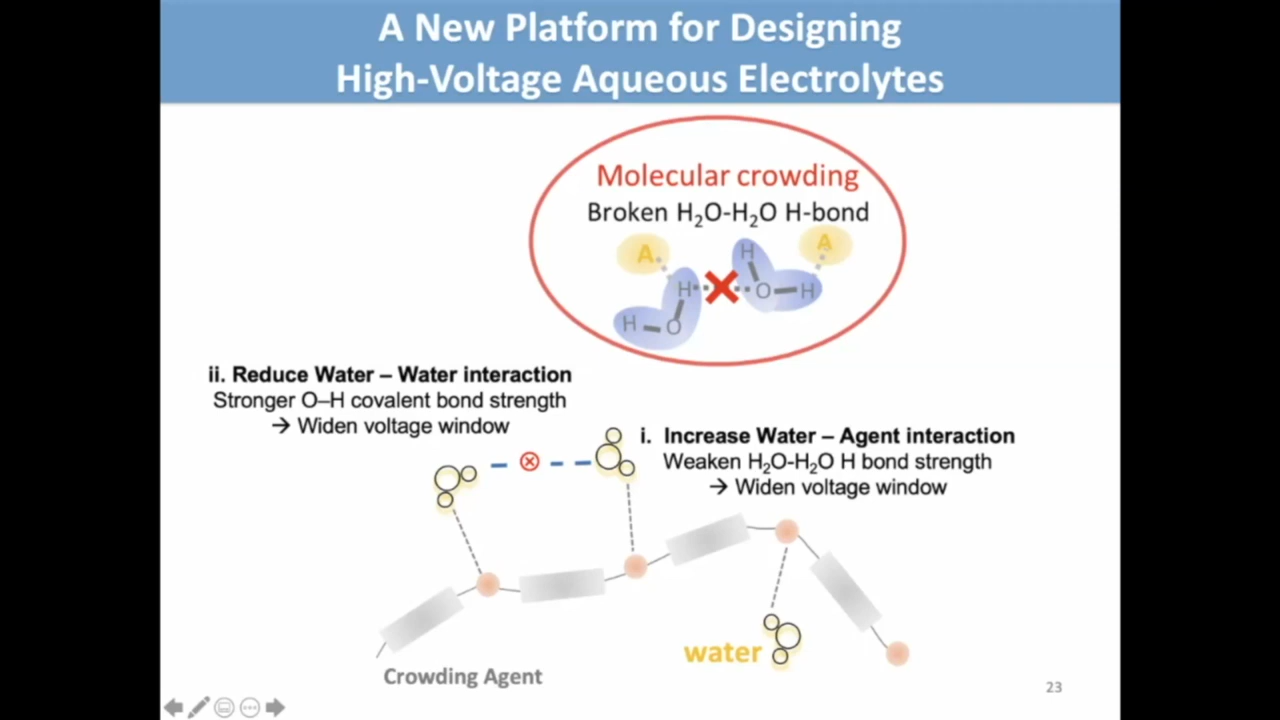 A New Platform for Designing
High-Voltage Aqueous Electrolytes
Molecular crowding
Broken H₂O-H₂O H-bond
A
A
H
H
H
O
H
H
O
ii. Reduce Water – Water interaction
Stronger O–H covalent bond strength
→ Widen voltage window
i. Increase Water – Agent interaction
Weaken H₂O-H₂O H bond strength
→ Widen voltage window
water
Crowding Agent
23